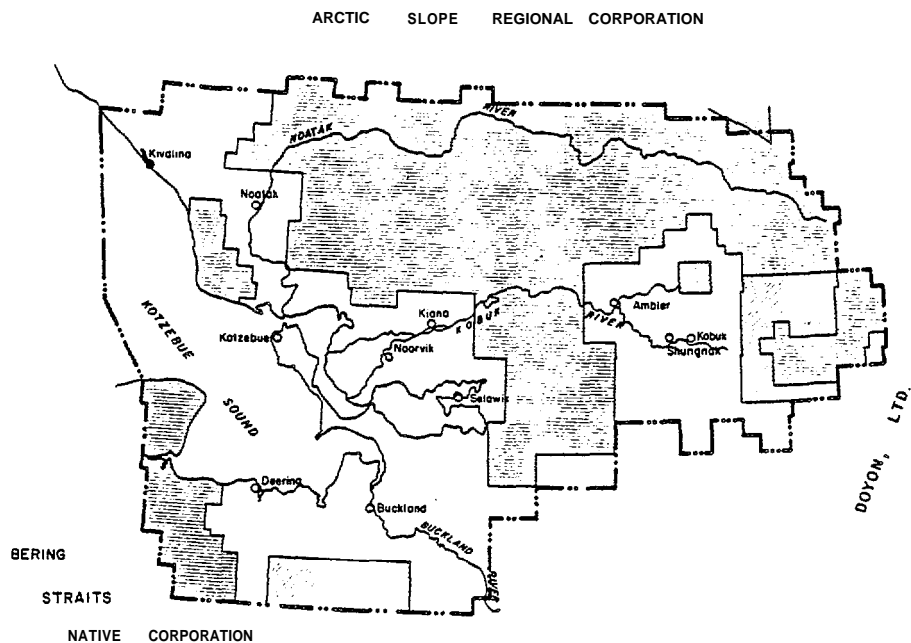 ARCTIC SLOPE REGIONAL CORPORATION
NOATAK RIVER
Kivalina
Noatak
KOTZEBUE
SOUND
Kotzebue
Kiana
KOBUK RIVER
Ambler
Noorvik
Kobuk
Shungnak
Selawik
Deering
Buckland
BUCKLAND RIVER
DOYON, LTD.
BERING
STRAITS
NATIVE CORPORATION